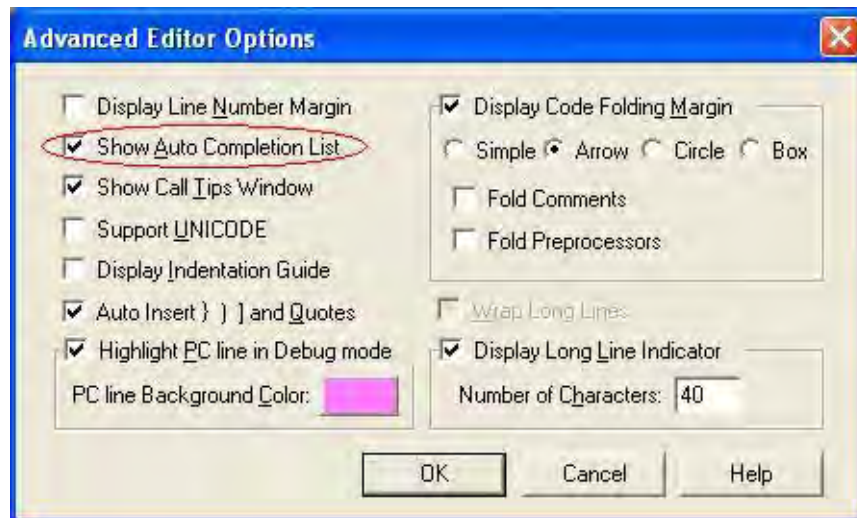 Advanced Editor Options
Display Line Number Margin
Show Auto Completion List
Show Call Tips Window
Support UNICODE
Display Indentation Guide
Auto Insert } ) ] and Quotes
Highlight PC line in Debug mode
PC line Background Color:
Display Code Folding Margin
Simple Arrow Circle Box
Fold Comments
Fold Preprocessors
Wrap Long Lines
Display Long Line Indicator
Number of Characters: 40
OK Cancel Help